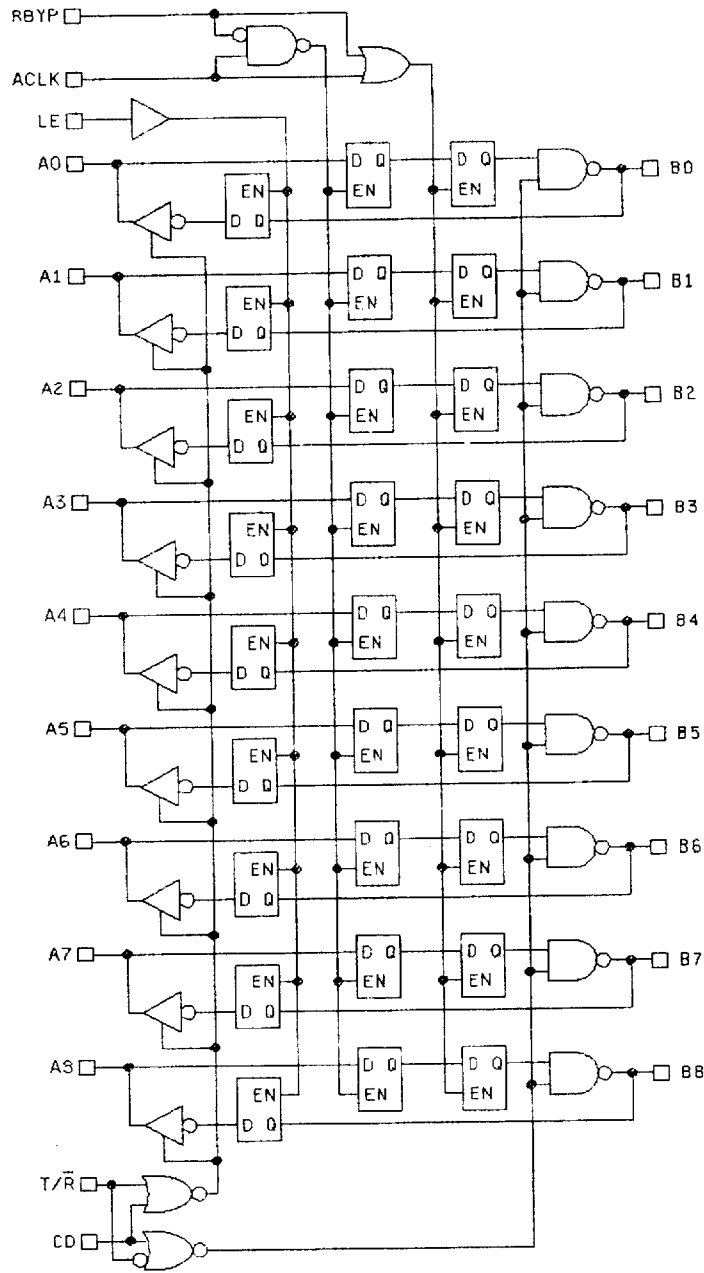 RBYP
ACLK
LE
A0 D Q D Q B0
EN EN EN
D Q
A1 D Q D Q B1
EN EN EN
D Q
A2 D Q D Q B2
EN EN EN
D Q
A3 D Q D Q B3
EN EN EN
D Q
A4 D Q D Q B4
EN EN EN
D Q
A5 D Q D Q B5
EN EN EN
D Q
A6 D Q D Q B6
EN EN EN
D Q
A7 D Q D Q B7
EN EN EN
D Q
A8 D Q D Q B8
EN EN EN
D Q
T/R̅
CD